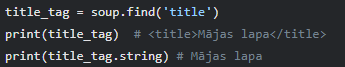 title_tag = soup.find('title')
print(title_tag)  # <title>Mājas lapa</title>
print(title_tag.string) # Mājas lapa